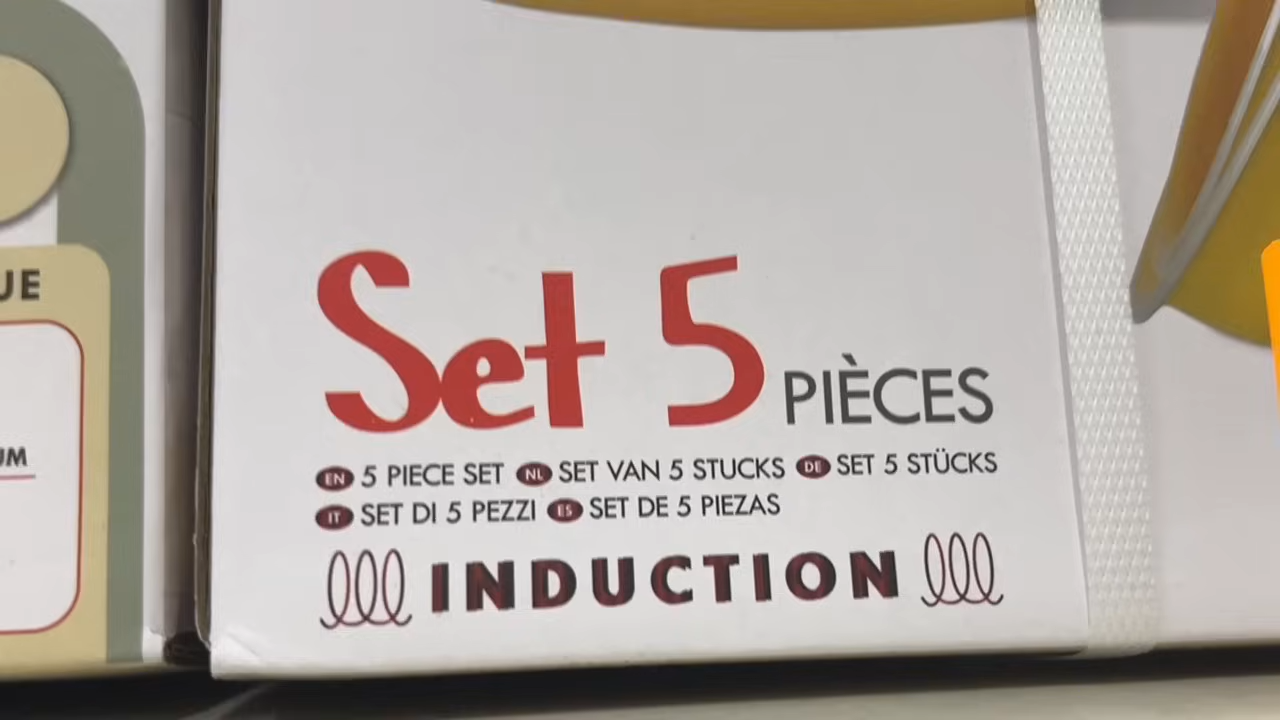 Set 5 PIÈCES
EN 5 PIECE SET NL SET VAN 5 STUCKS DE SET 5 STÜCKS
IT SET DI 5 PEZZI ES SET DE 5 PIEZAS
INDUCTION